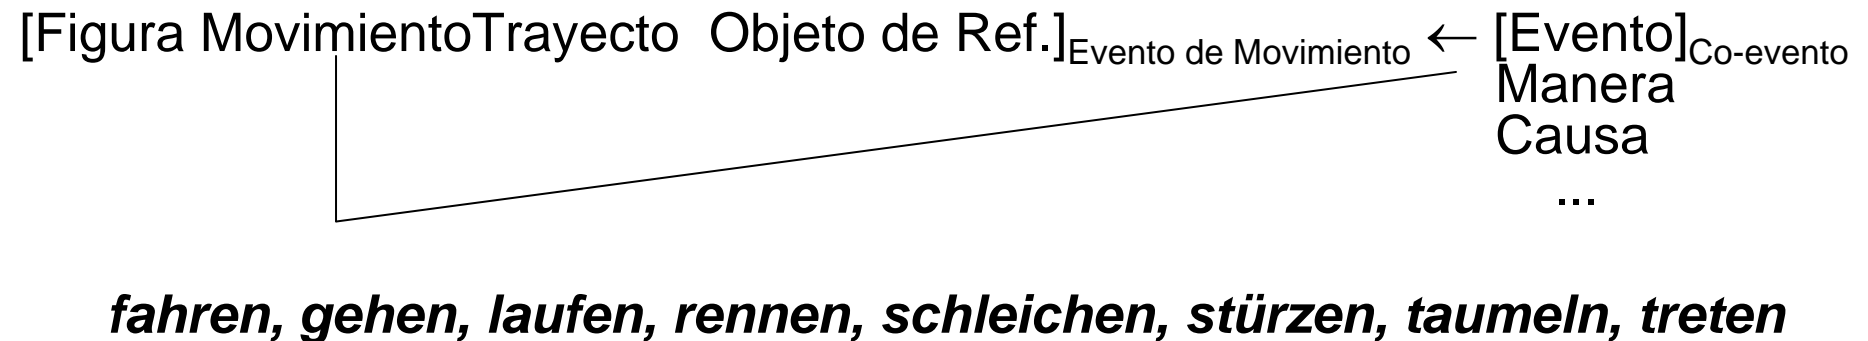 [Figura MovimientoTrayecto Objeto de Ref.]Evento de Movimiento ← [Evento]Co-evento
Manera
Causa
...
fahren, gehen, laufen, rennen, schleichen, stürzen, taumeln, treten